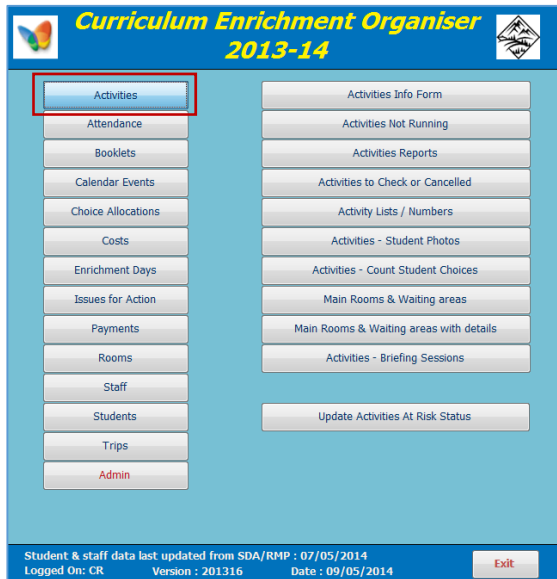 Curriculum Enrichment Organiser
2013-14
Activities
Attendance
Booklets
Calendar Events
Choice Allocations
Costs
Enrichment Days
Issues for Action
Payments
Rooms
Staff
Students
Trips
Admin
Activities Info Form
Activities Not Running
Activities Reports
Activities to Check or Cancelled
Activity Lists / Numbers
Activities - Student Photos
Activities - Count Student Choices
Main Rooms & Waiting areas
Main Rooms & Waiting areas with details
Activities - Briefing Sessions
Update Activities At Risk Status
Student & staff data last updated from SDA/RMP : 07/05/2014
Logged On: CR Version : 201316 Date : 09/05/2014
Exit